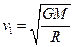 v₁ = √(GM/R)